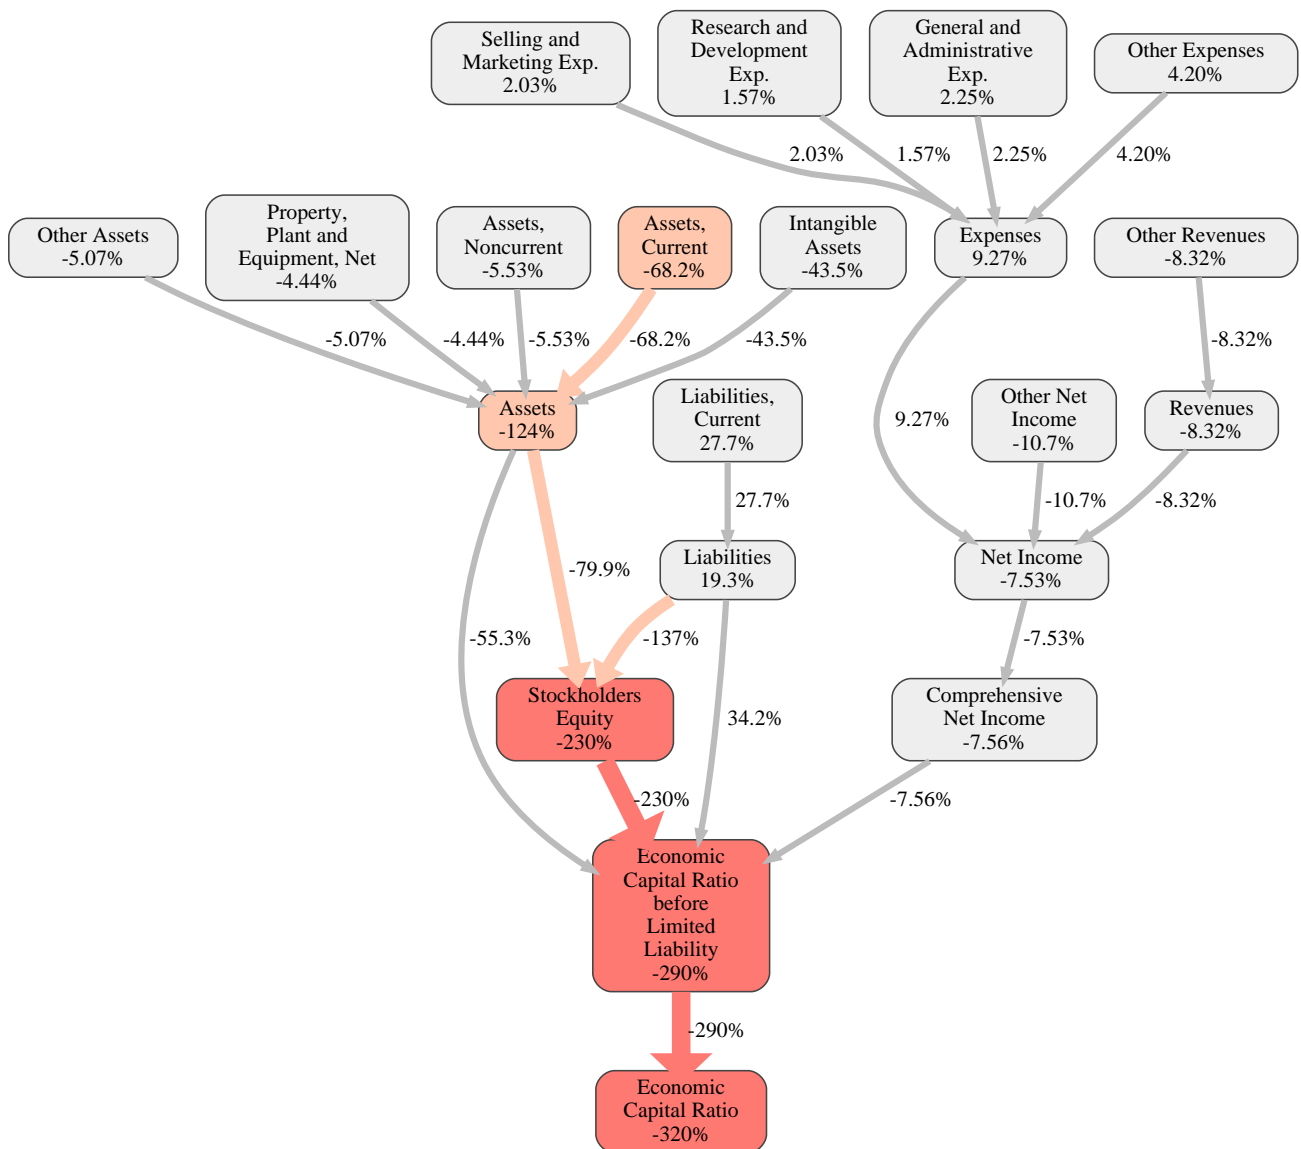 Selling and
Marketing Exp.
2.03%
Research and
Development
Exp.
1.57%
General and
Administrative
Exp.
2.25%
Other Expenses
4.20%
2.03%
1.57%
2.25%
4.20%
Other Assets
-5.07%
Property,
Plant and
Equipment, Net
-4.44%
Assets,
Noncurrent
-5.53%
Assets,
Current
-68.2%
Intangible
Assets
-43.5%
Expenses
9.27%
Other Revenues
-8.32%
-5.07%
-4.44%
-5.53%
-68.2%
-43.5%
-8.32%
Assets
-124%
Liabilities,
Current
27.7%
9.27%
Other Net
Income
-10.7%
Revenues
-8.32%
27.7%
-10.7%
-8.32%
-79.9%
Liabilities
19.3%
Net Income
-7.53%
-55.3%
-137%
-7.53%
Stockholders
Equity
-230%
34.2%
Comprehensive
Net Income
-7.56%
-230%
-7.56%
Economic
Capital Ratio
before
Limited
Liability
-290%
-290%
Economic
Capital Ratio
-320%